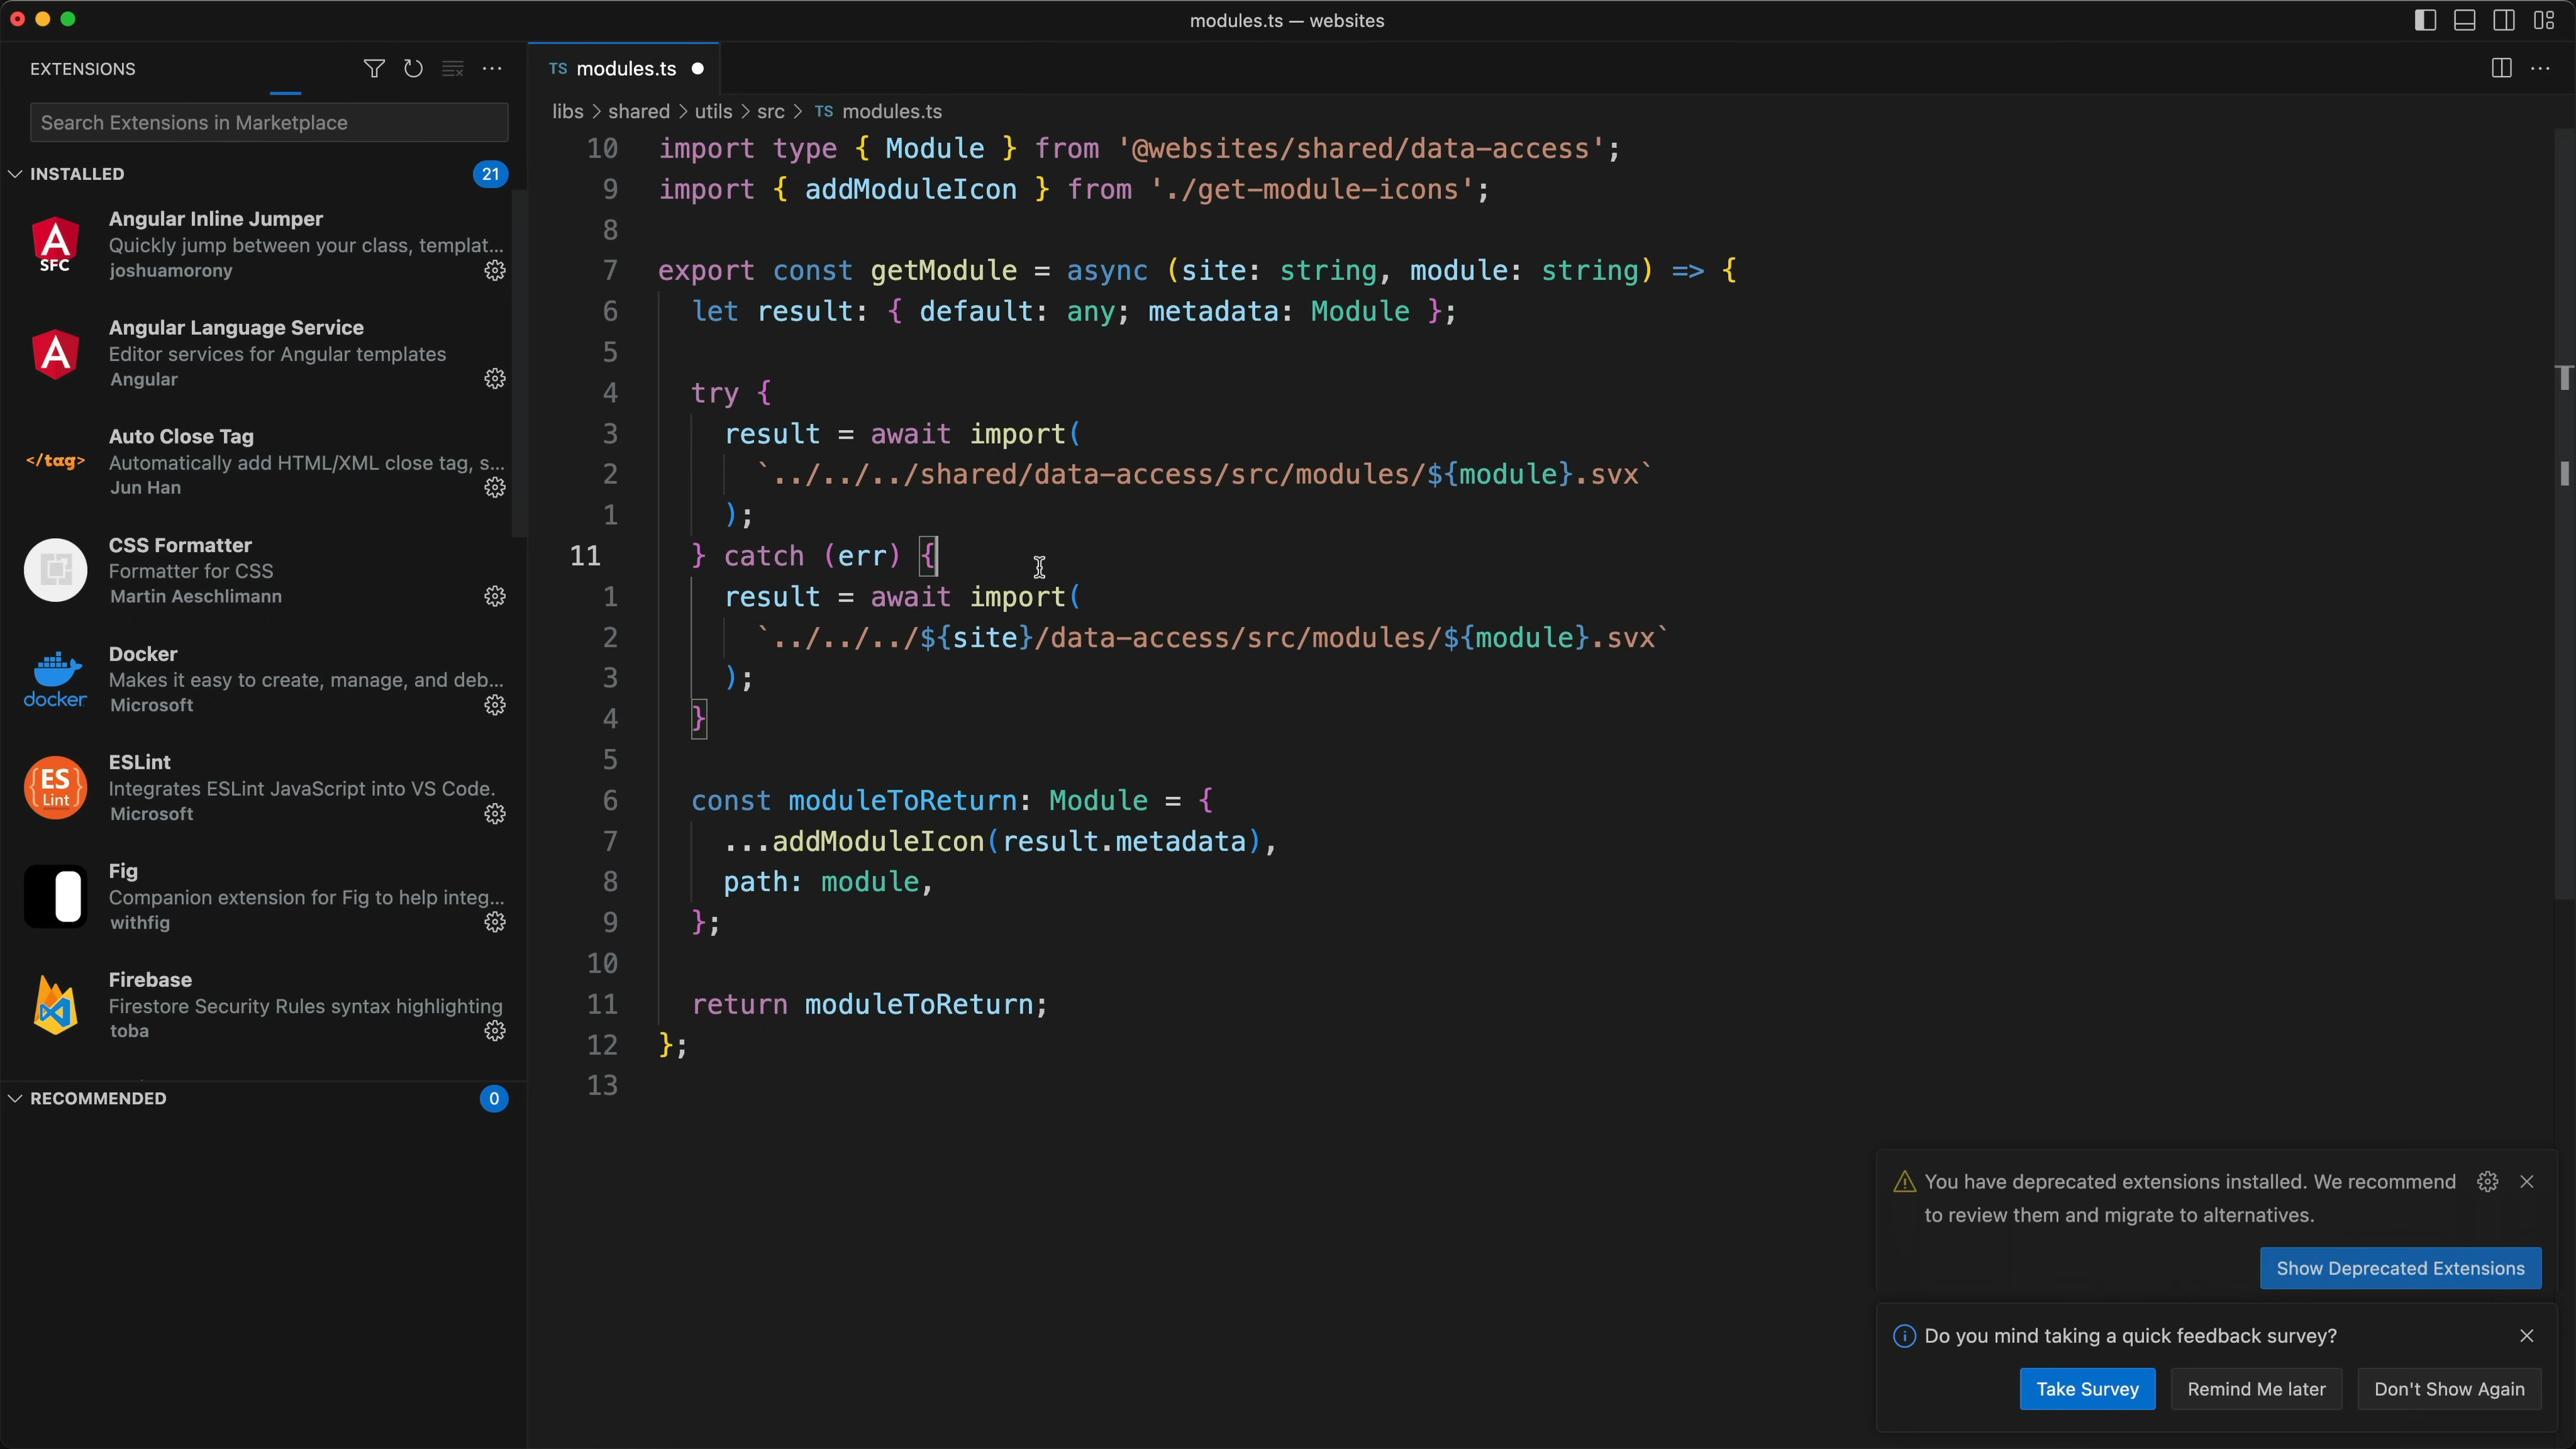 modules.ts — websites
EXTENSIONS
Search Extensions in Marketplace
INSTALLED
21
Angular Inline Jumper
Quickly jump between your class, templat...
joshuamorony
SFC
Angular Language Service
Editor services for Angular templates
Angular
</tag>
Auto Close Tag
Automatically add HTML/XML close tag, s...
Jun Han
CSS Formatter
Formatter for CSS
Martin Aeschlimann
docker
Docker
Makes it easy to create, manage, and deb...
Microsoft
{ES}
Lint
ESLint
Integrates ESLint JavaScript into VS Code.
Microsoft
Fig
Companion extension for Fig to help integ...
withfig
Firebase
Firestore Security Rules syntax highlighting
toba
RECOMMENDED
0
TS modules.ts
libs > shared > utils > src > TS modules.ts
10 import type { Module } from '@websites/shared/data-access';
9 import { addModuleIcon } from './get-module-icons';
8
7 export const getModule = async (site: string, module: string) => {
6 let result: { default: any; metadata: Module };
5
4 try {
3 result = await import(
2 `../../../shared/data-access/src/modules/${module}.svx`
1 );
11 } catch (err) {
1 result = await import(
2 `../../../${site}/data-access/src/modules/${module}.svx`
3 );
4 }
5
6 const moduleToReturn: Module = {
7 ...addModuleIcon(result.metadata),
8 path: module,
9 };
10
11 return moduleToReturn;
12 };
13
You have deprecated extensions installed. We recommend
to review them and migrate to alternatives.
Show Deprecated Extensions
Do you mind taking a quick feedback survey?
Take Survey
Remind Me later
Don't Show Again